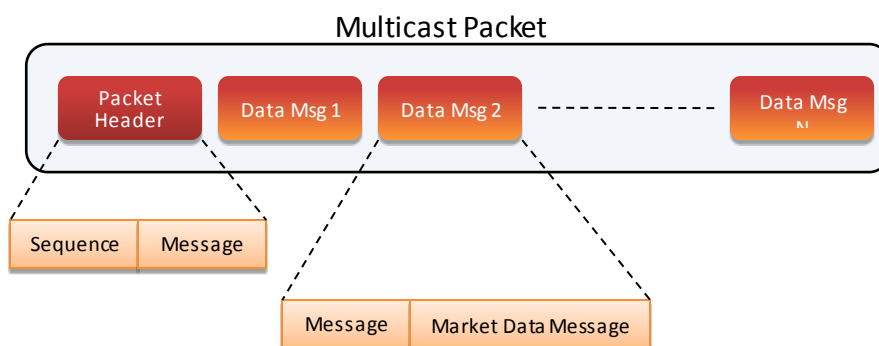 Multicast Packet
Packet
Header
Data Msg 1
Data Msg 2
Data Msg
Sequence
Message
Message
Market Data Message